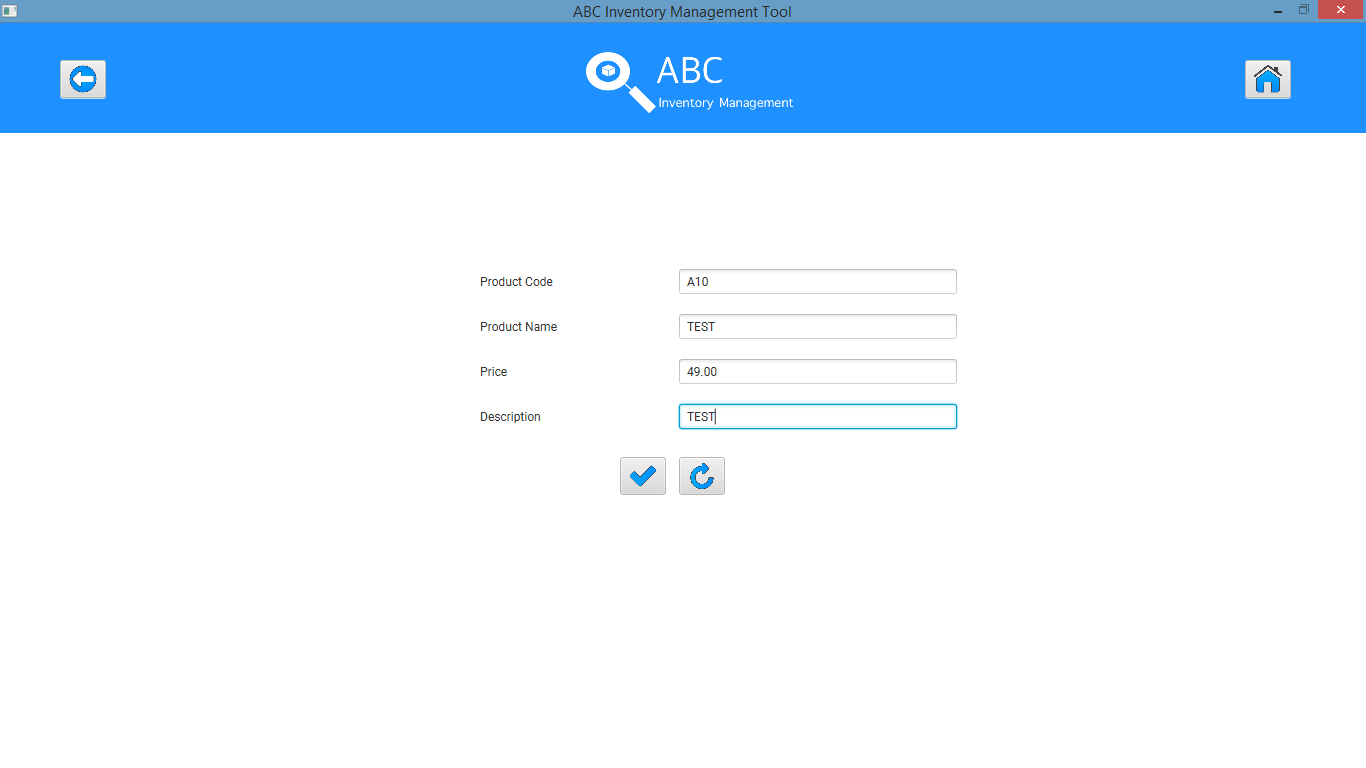 ABC Inventory Management Tool
ABC
Inventory Management
Product Code A10
Product Name TEST
Price 49.00
Description TEST